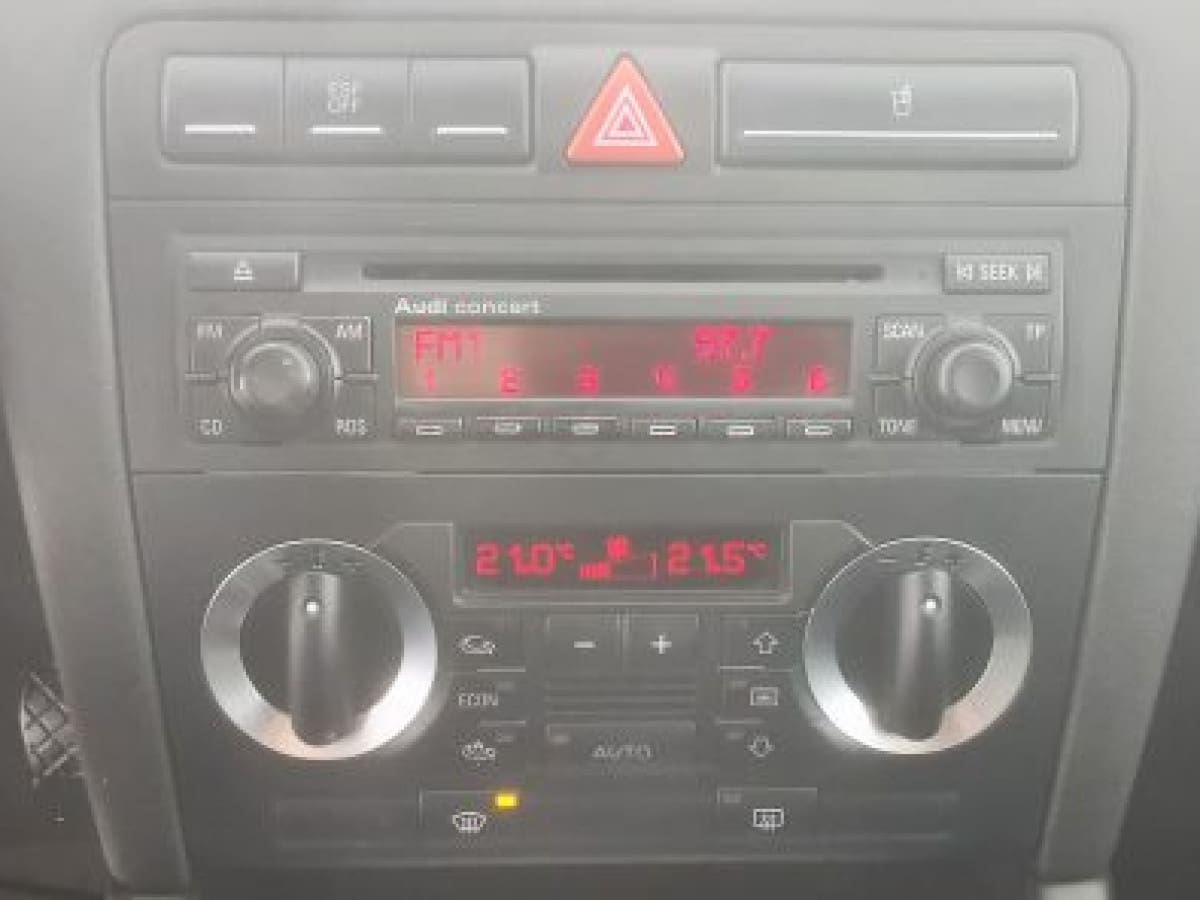 ESP
OFF
SEEK
Audi concert
FM AM
FM1 97.7
SCAN TP
1 2 3 4 5 6
CD RDS
TONE MENU
21.0°C 21.5°C
- +
ECON
AUTO